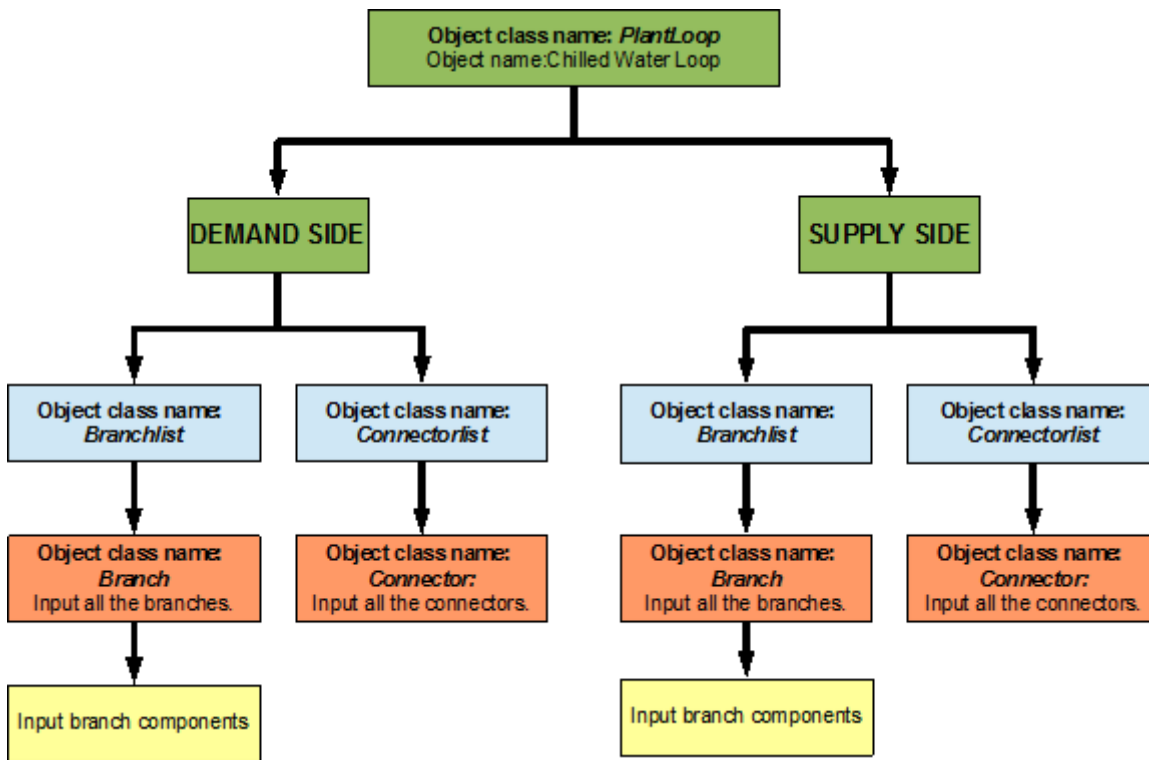 Object class name: PlantLoop
Object name:Chilled Water Loop
DEMAND SIDE
SUPPLY SIDE
Object class name:
Branchlist
Object class name:
Connectorlist
Object class name:
Branchlist
Object class name:
Connectorlist
Object class name:
Branch
Input all the branches.
Object class name:
Connector:
Input all the connectors.
Object class name:
Branch
Input all the branches.
Object class name:
Connector:
Input all the connectors.
Input branch components
Input branch components